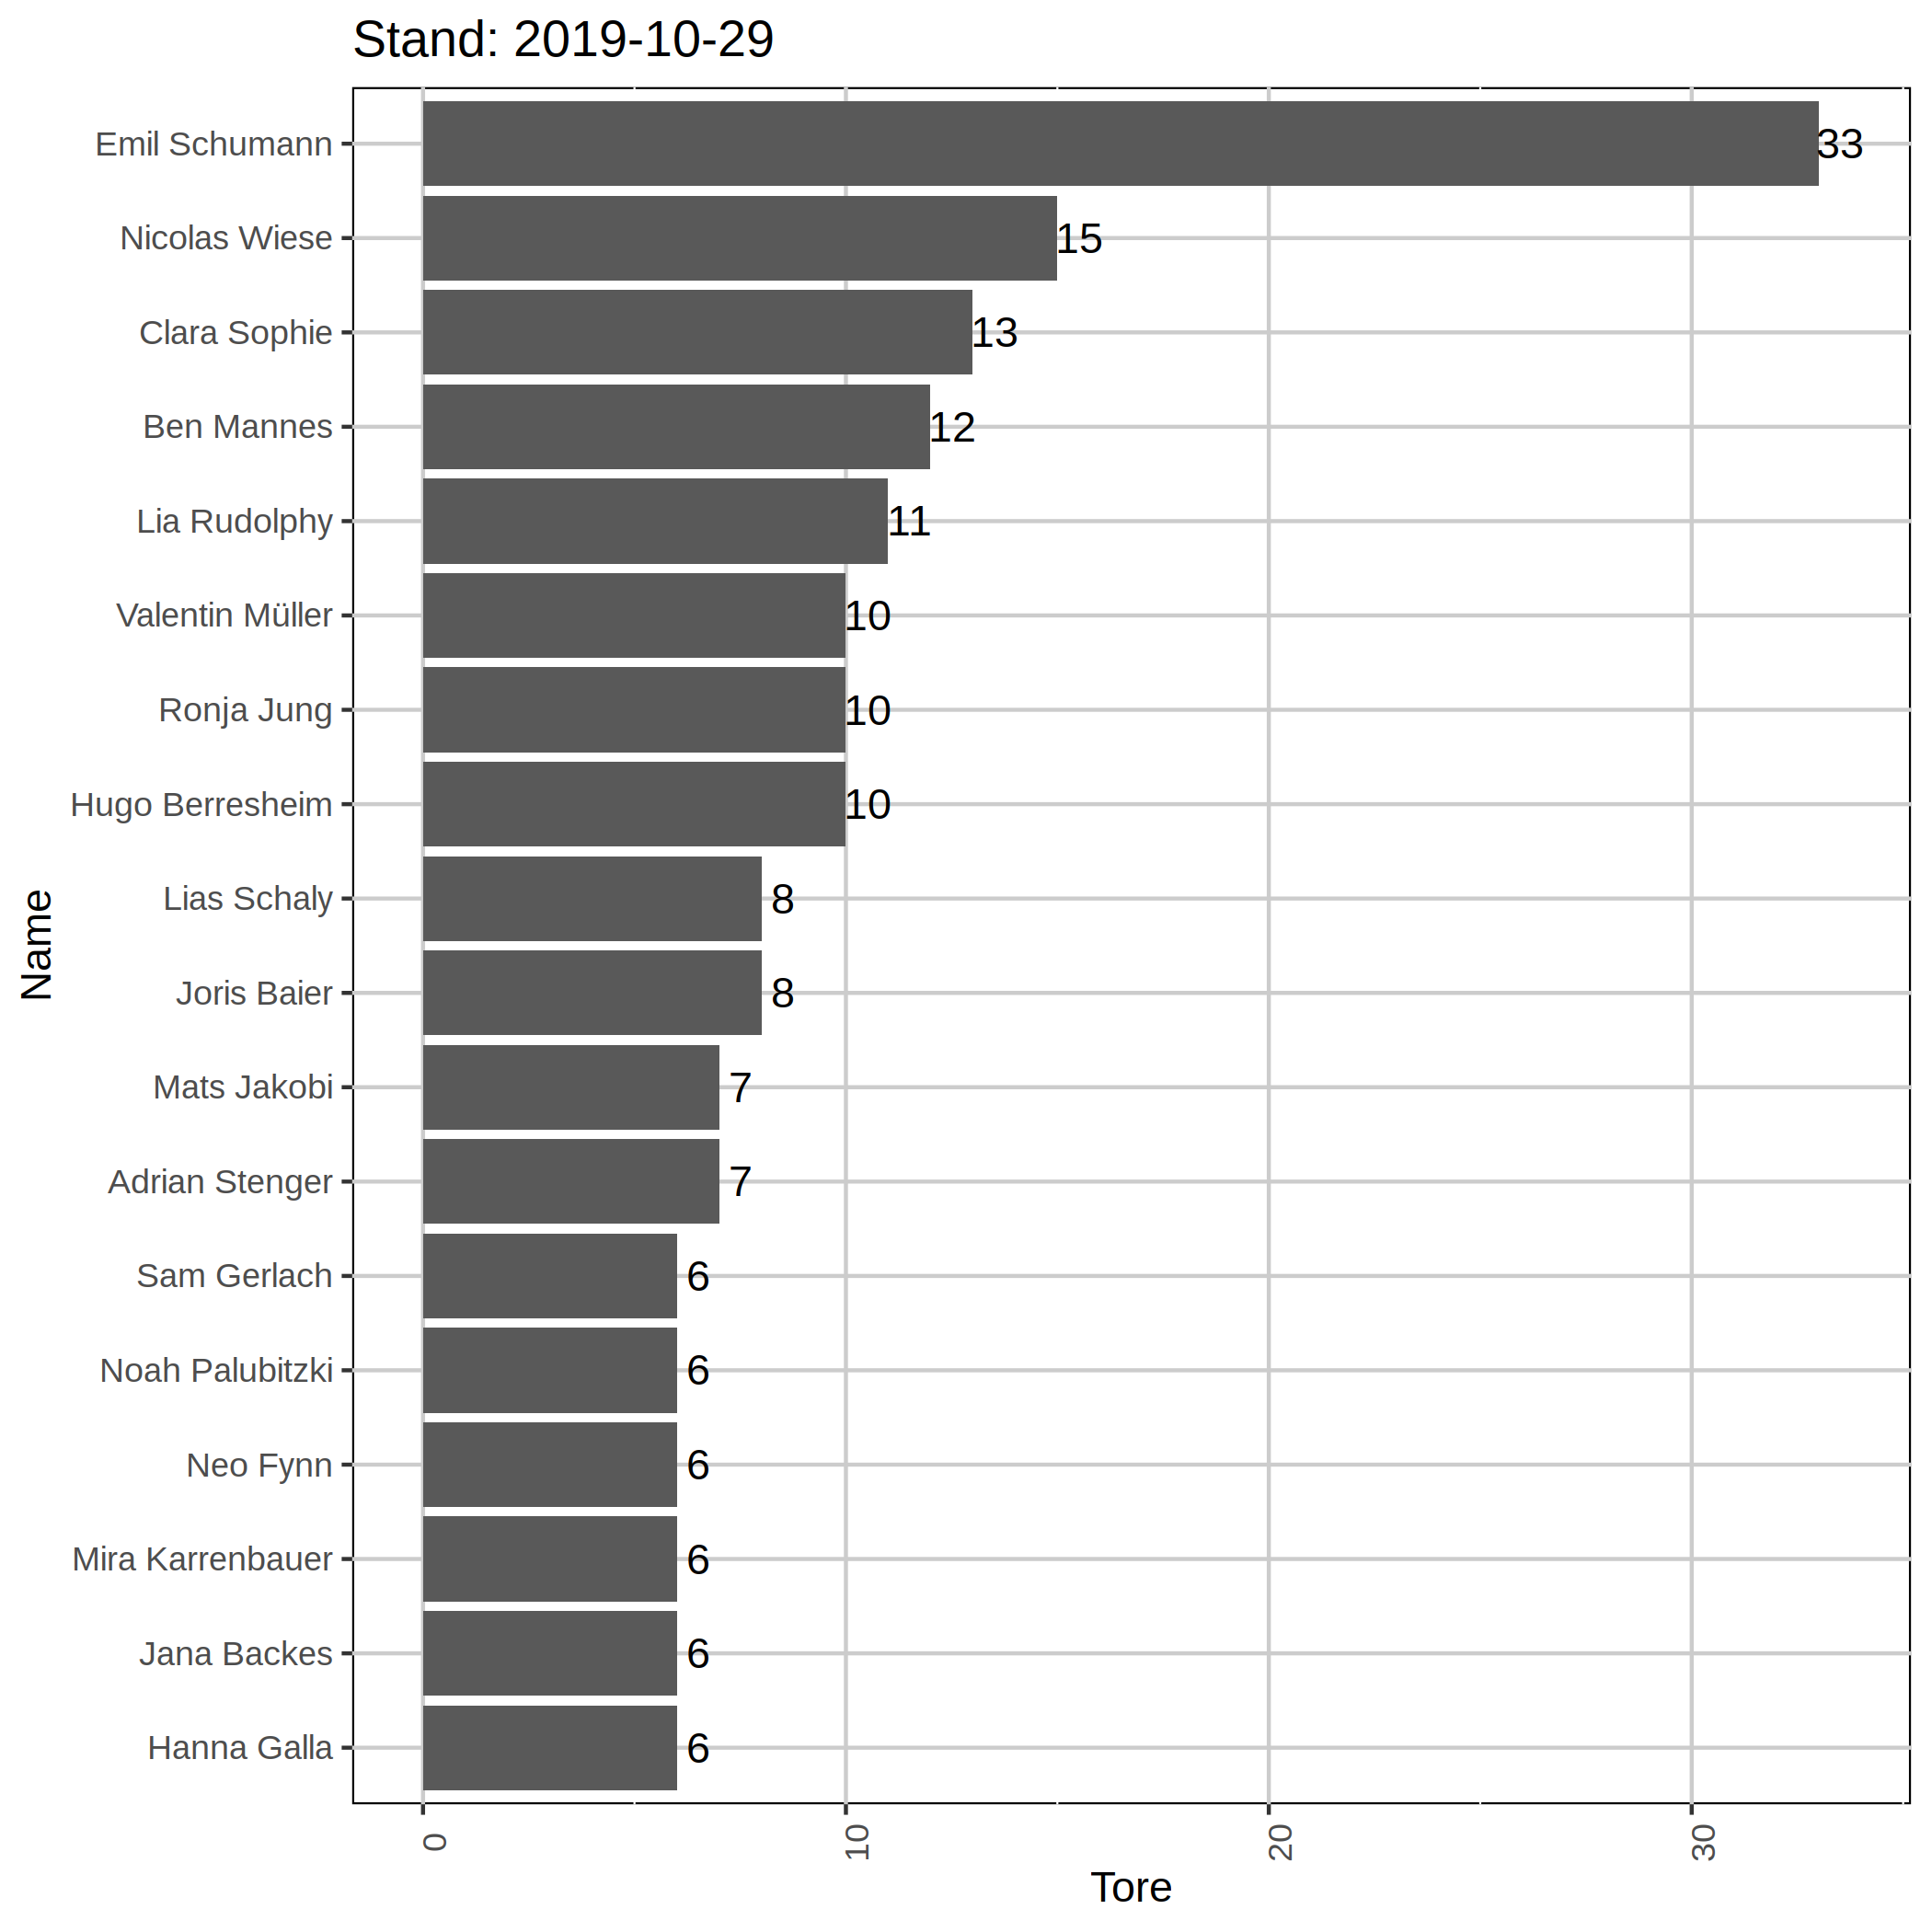 Stand: 2019-10-29
Emil Schumann 33
Nicolas Wiese 15
Clara Sophie 13
Ben Mannes 12
Lia Rudolphy 11
Valentin Müller 10
Ronja Jung 10
Hugo Berresheim 10
Lias Schaly 8
Joris Baier 8
Mats Jakobi 7
Adrian Stenger 7
Sam Gerlach 6
Noah Palubitzki 6
Neo Fynn 6
Mira Karrenbauer 6
Jana Backes 6
Hanna Galla 6
Name
0 10 20 30
Tore